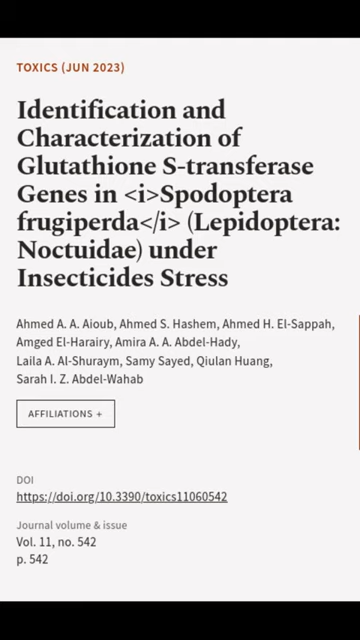 TOXICS (JUN 2023)
Identification and
Characterization of
Glutathione S-transferase
Genes in <i>Spodoptera
frugiperda</i> (Lepidoptera:
Noctuidae) under
Insecticides Stress
Ahmed A. A. Aioub, Ahmed S. Hashem, Ahmed H. El-Sappah,
Amged El-Harairy, Amira A. A. Abdel-Hady,
Laila A. Al-Shuraym, Samy Sayed, Qiulan Huang,
Sarah I. Z. Abdel-Wahab
AFFILIATIONS +
DOI
https://doi.org/10.3390/toxics11060542
Journal volume & issue
Vol. 11, no. 542
p. 542